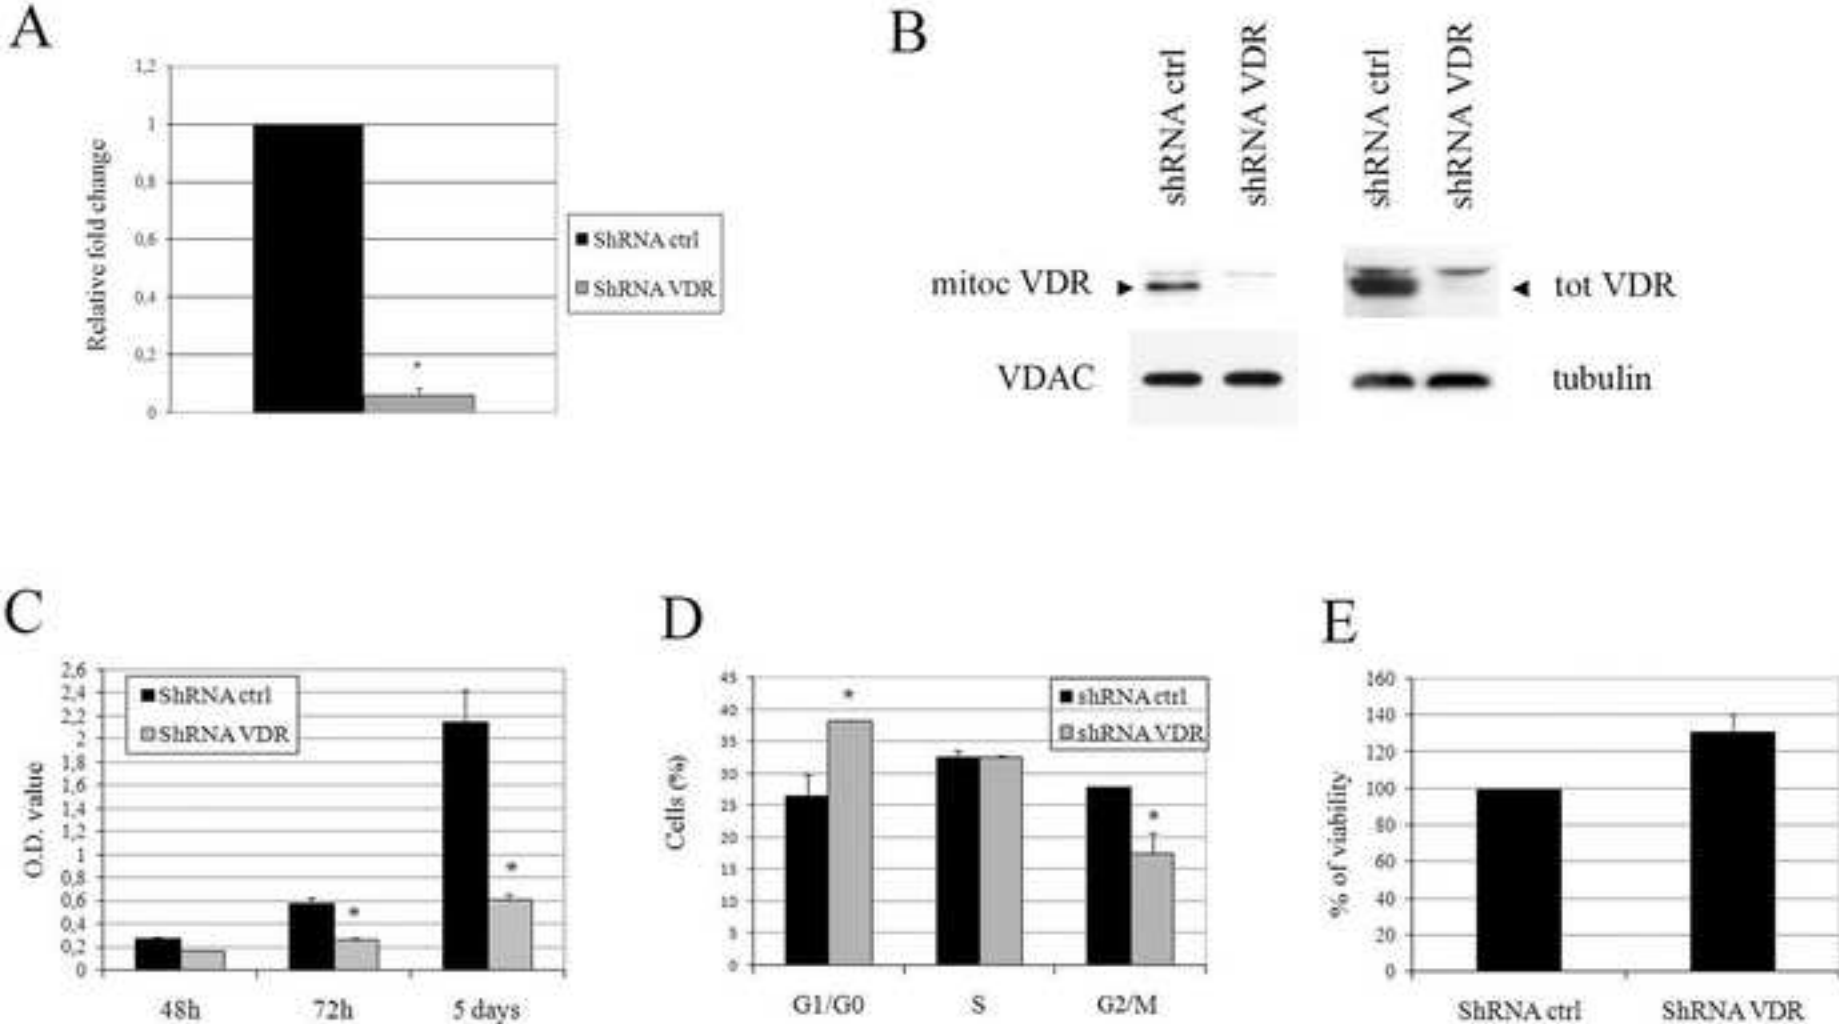 A
1,2
1
0,8
0,6
0,4
0,2
0
Relative fold change
*
ShRNA ctrl
ShRNA VDR
B
shRNA ctrl
shRNA VDR
shRNA ctrl
shRNA VDR
mitoc VDR
tot VDR
VDAC
tubulin
C
2,6
2,4
2,2
2
1,8
1,6
1,4
1,2
1
0,8
0,6
0,4
0,2
0
O.D. value
ShRNA ctrl
ShRNA VDR
*
*
48h 72h 5 days
D
45
40
35
30
25
20
15
10
5
0
Cells (%)
shRNA ctrl
shRNA VDR
*
*
G1/G0 S G2/M
E
160
140
120
100
80
60
40
20
0
% of viability
ShRNA ctrl ShRNA VDR